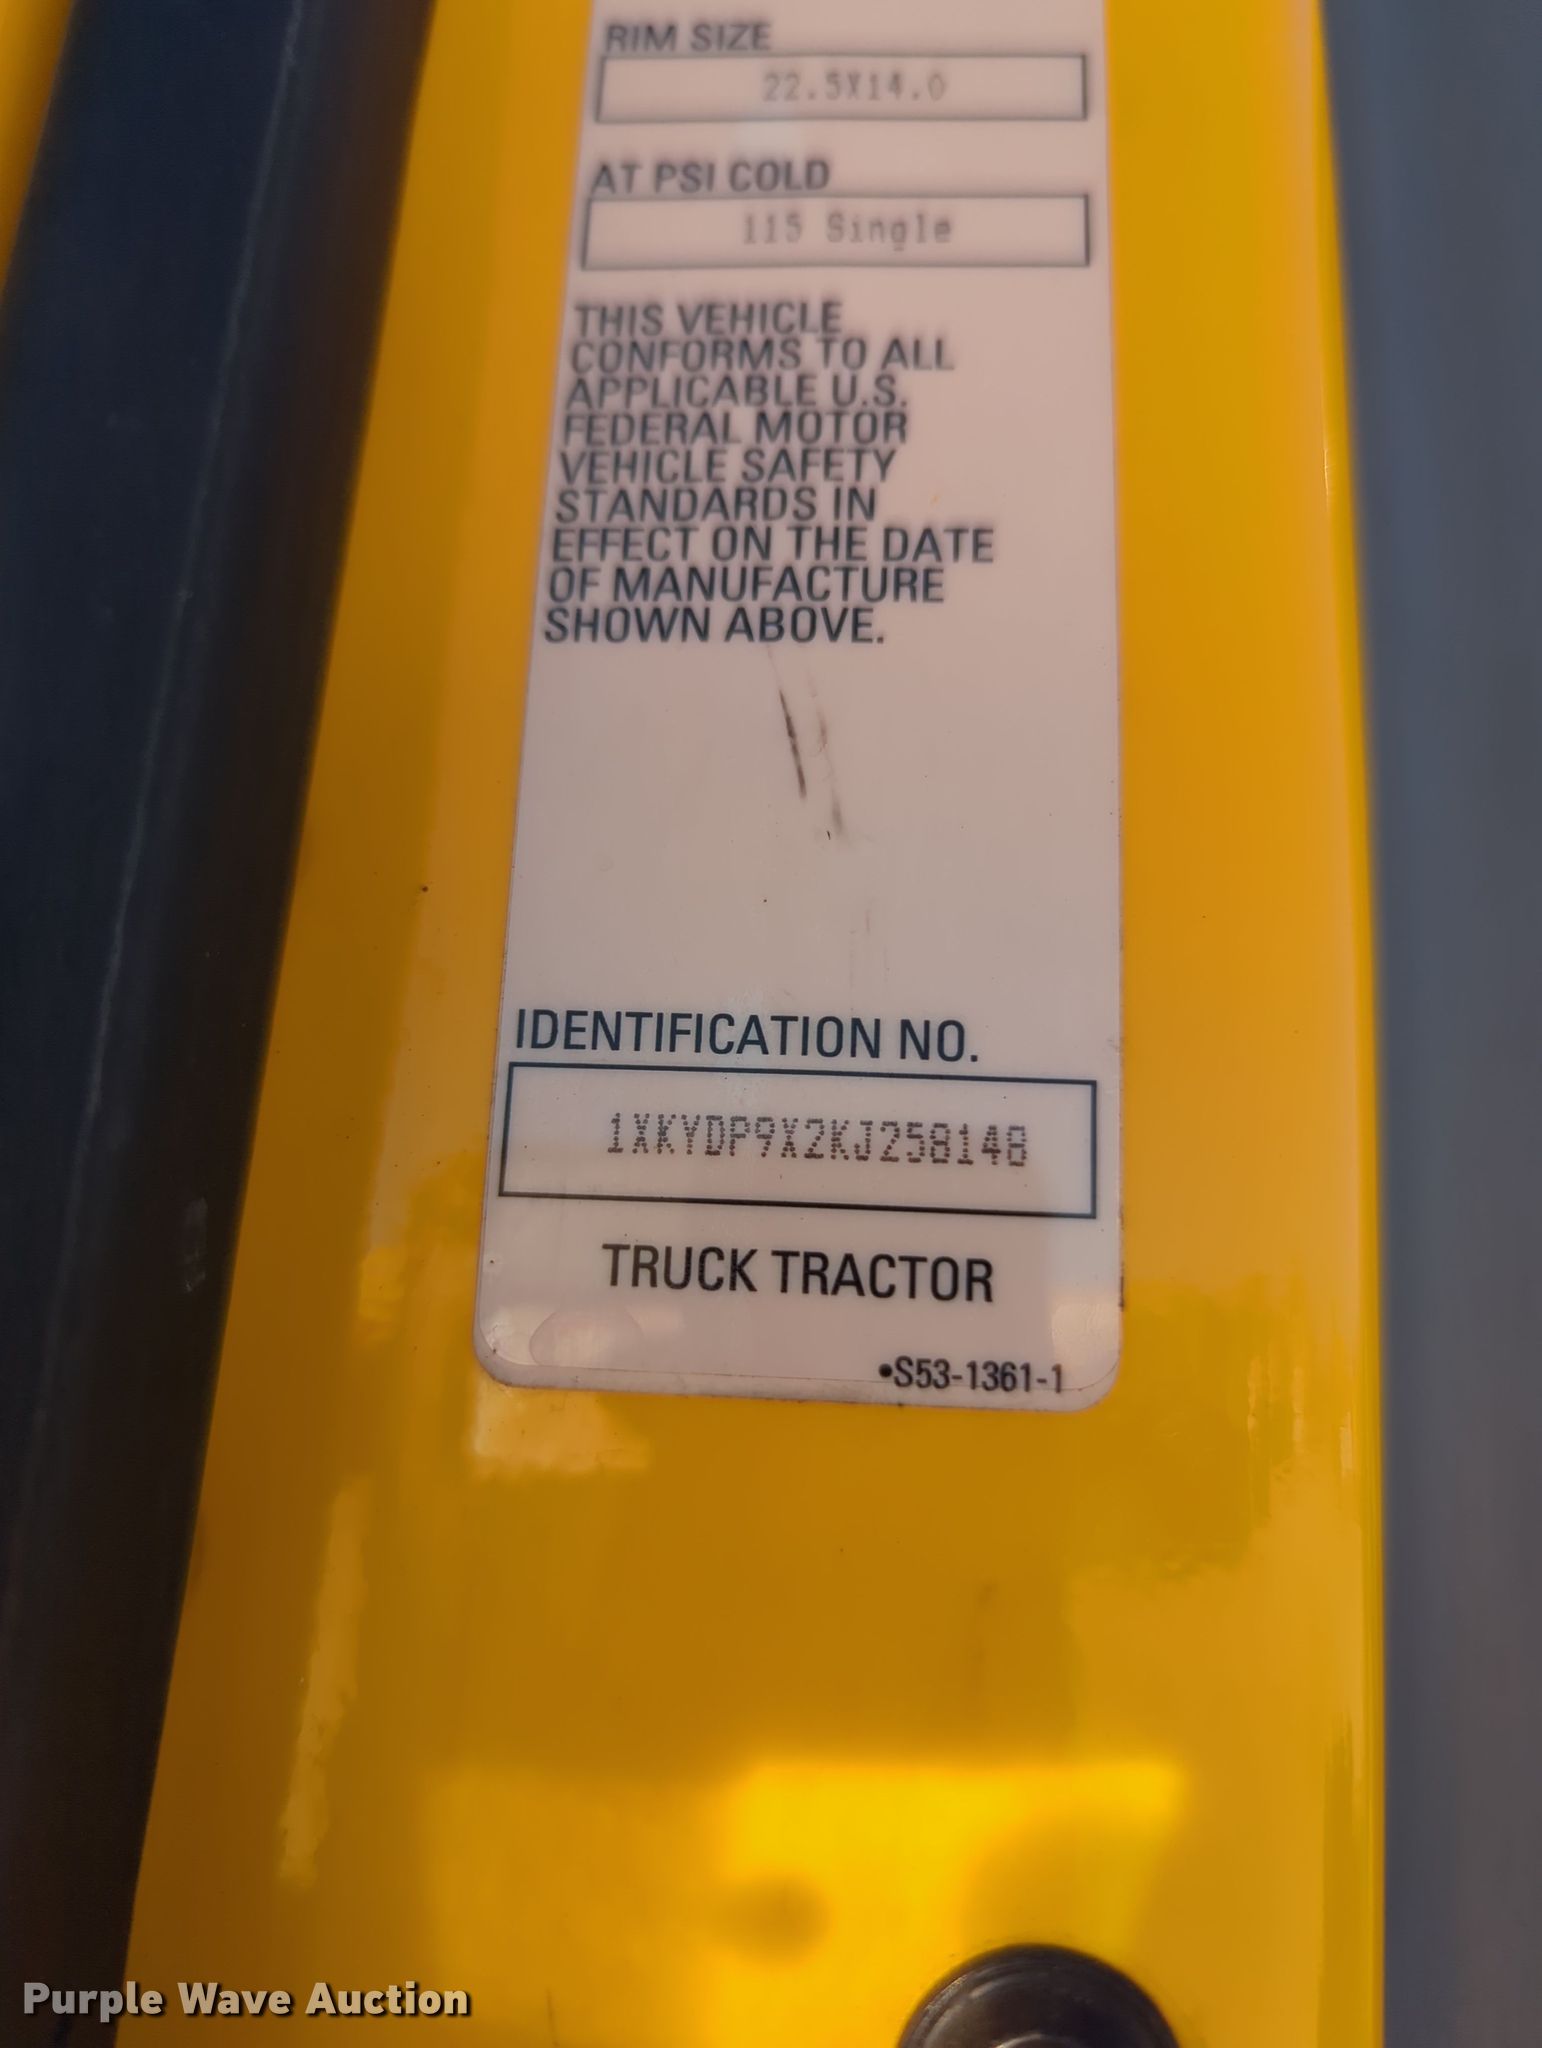 RIM SIZE
22.5X14.0
AT PSI COLD
115 Single
THIS VEHICLE
CONFORMS TO ALL
APPLICABLE U.S.
FEDERAL MOTOR
VEHICLE SAFETY
STANDARDS IN
EFFECT ON THE DATE
OF MANUFACTURE
SHOWN ABOVE.
IDENTIFICATION NO.
1XKYDP9X2KJ258148
TRUCK TRACTOR
•S53-1361-1
Purple Wave Auction